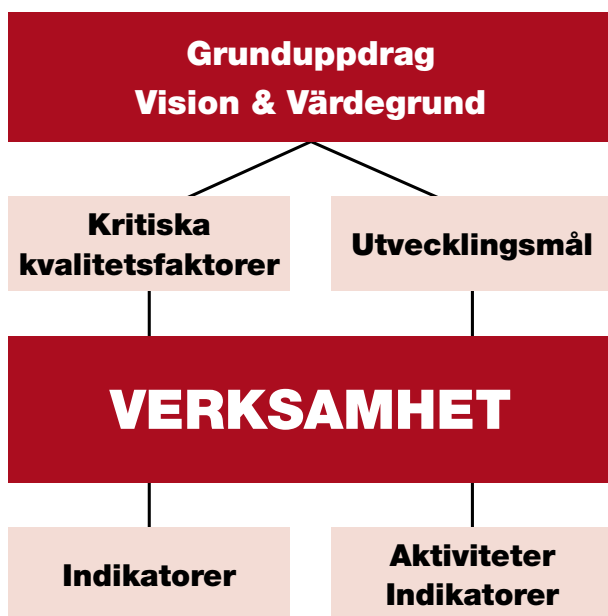 Grunduppdrag
Vision & Värdegrund
Kritiska
kvalitetsfaktorer
Utvecklingsmål
VERKSAMHET
Indikatorer
Aktiviteter
Indikatorer